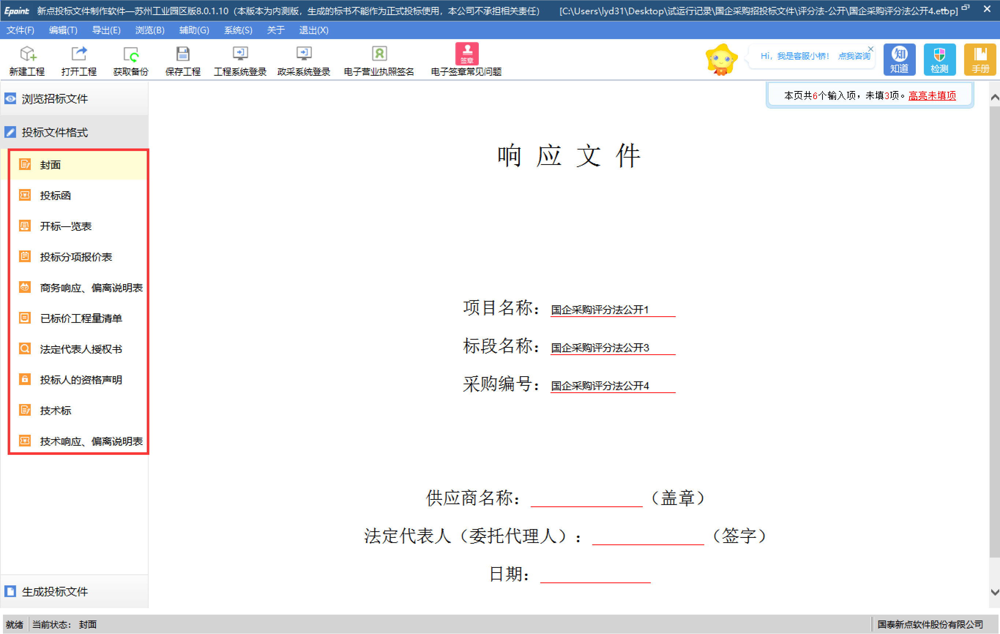 Epoint 新点投标文件制作软件—苏州工业园区版8.0.1.10（本版本为内测版，生成的标书不能作为正式投标使用，本公司不承担相关责任） [C:\Users\lyd31\Desktop\试运行记录\国企采购招投标文件\评分法-公开\国企采购评分法公开4.etbp]
文件(F) 编辑(T) 导出(E) 浏览(B) 辅助(G) 系统(S) 关于 退出(X)
签章
新建工程 打开工程 获取备份 保存工程 工程系统登录 政采系统登录 电子营业执照签名 电子签章常见问题
Hi，我是客服小桥！ 点我咨询
知 知道 检测 手册
浏览招标文件
本页共6个输入项，未填3项。高亮未填项
投标文件格式
封面
投标函
开标一览表
投标分项报价表
商务响应、偏离说明表
已标价工程量清单
法定代表人授权书
投标人的资格声明
技术标
技术响应、偏离说明表
响应文件
项目名称：国企采购评分法公开1
标段名称：国企采购评分法公开3
采购编号：国企采购评分法公开4
供应商名称：（盖章）
法定代表人（委托代理人）：（签字）
日期：
生成投标文件
就绪 当前状态： 封面 国泰新点软件股份有限公司